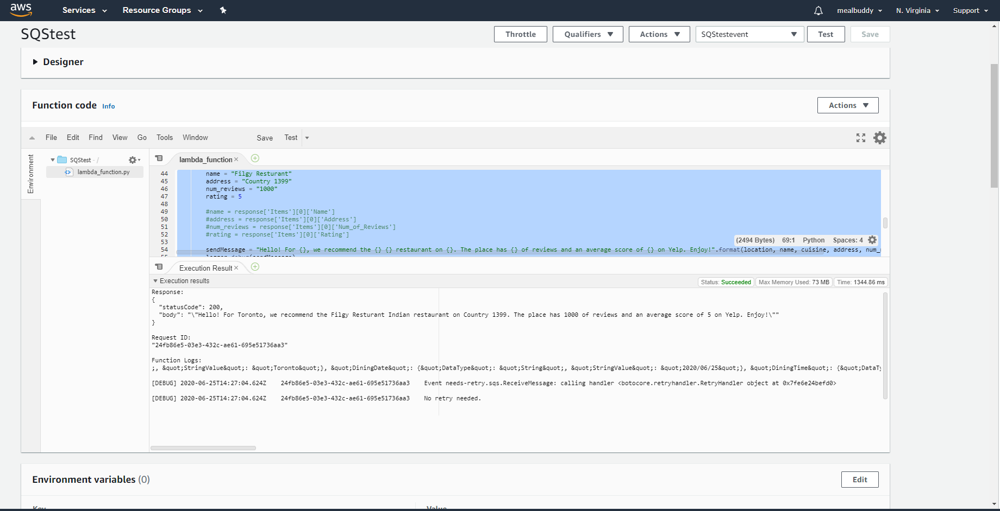 aws Services Resource Groups mealbuddy N. Virginia Support
SQStest Throttle Qualifiers Actions SQStestevent Test Save
Designer
Function code Info Actions
File Edit Find View Go Tools Window Save Test
Environment
SQStest - /
lambda_function.py
lambda_function
44 name = "Filgy Resturant"
45 address = "Country 1399"
46 num_reviews = "1000"
47 rating = 5
48
49 #name = response['Items'][0]['Name']
50 #address = response['Items'][0]['Address']
51 #num_reviews = response['Items'][0]['Num_of_Reviews']
52 #rating = response['Items'][0]['Rating']
53
(2494 Bytes) 69:1 Python Spaces: 4
54 sendMessage = "Hello! For {}, we recommend the {} {} restaurant on {}. The place has {} of reviews and an average score of {} on Yelp. Enjoy!".format(location, name, cuisine, address, num_
55 logger.debug(sendMessage)
Execution Result
Execution results Status: Succeeded Max Memory Used: 73 MB Time: 1344.86 ms
Response:
{
"statusCode": 200,
"body": "\"Hello! For Toronto, we recommend the Filgy Resturant Indian restaurant on Country 1399. The place has 1000 of reviews and an average score of 5 on Yelp. Enjoy!\""
}
Request ID:
"24fb86e5-03e3-432c-ae61-695e51736aa3"
Function Logs:
;, &quot;StringValue&quot;: &quot;Toronto&quot;}, &quot;DiningDate&quot;: {&quot;DataType&quot;: &quot;String&quot;, &quot;StringValue&quot;: &quot;2020/06/25&quot;}, &quot;DiningTime&quot;: {&quot;DataTy
[DEBUG] 2020-06-25T14:27:04.624Z 24fb86e5-03e3-432c-ae61-695e51736aa3 Event needs-retry.sqs.ReceiveMessage: calling handler <botocore.retryhandler.RetryHandler object at 0x7fe6e24befd0>
[DEBUG] 2020-06-25T14:27:04.624Z 24fb86e5-03e3-432c-ae61-695e51736aa3 No retry needed.
Environment variables (0) Edit
Key Value